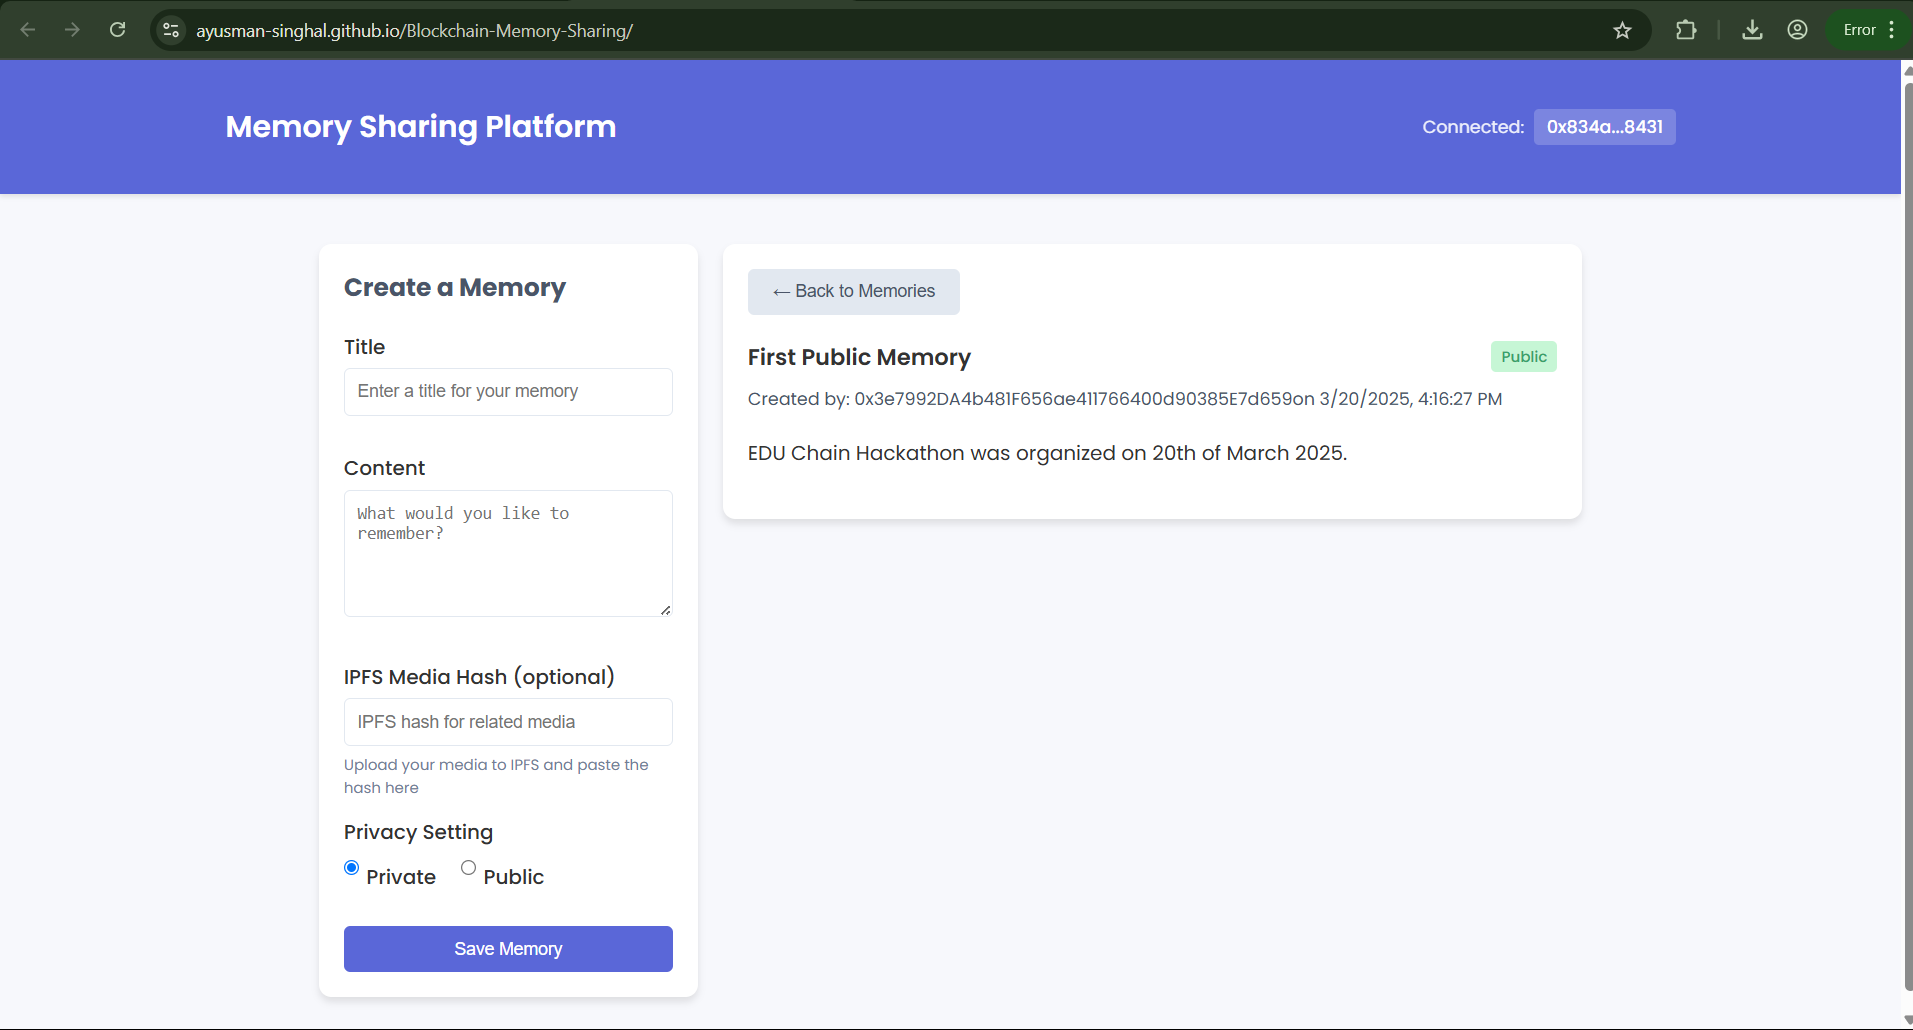 ayusman-singhal.github.io/Blockchain-Memory-Sharing/
Error
Memory Sharing Platform
Connected: 0x834a...8431
Create a Memory
Title
Enter a title for your memory
Content
What would you like to
remember?
IPFS Media Hash (optional)
IPFS hash for related media
Upload your media to IPFS and paste the
hash here
Privacy Setting
Private
Public
Save Memory
← Back to Memories
First Public Memory
Public
Created by: 0x3e7992DA4b481F656ae411766400d90385E7d659on 3/20/2025, 4:16:27 PM
EDU Chain Hackathon was organized on 20th of March 2025.